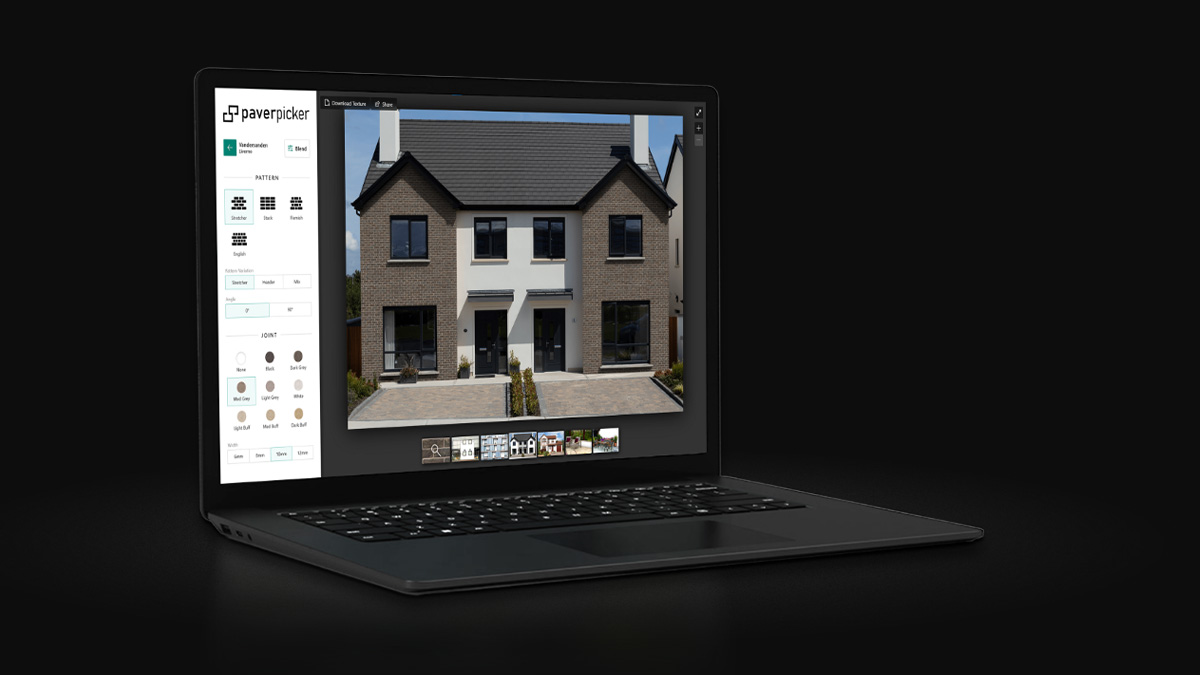 paverpicker
Download Texture Share
Vandersanden
Blend
PATTERN
Stretcher Stack Flemish
English
Pattern Variation
Stretcher Header Mix
Angle
0° 90°
JOINT
None Black Dark Grey
Mid Grey Light Grey White
Light Buff Mid Buff Dark Buff
Width
6mm 8mm 10mm 12mm